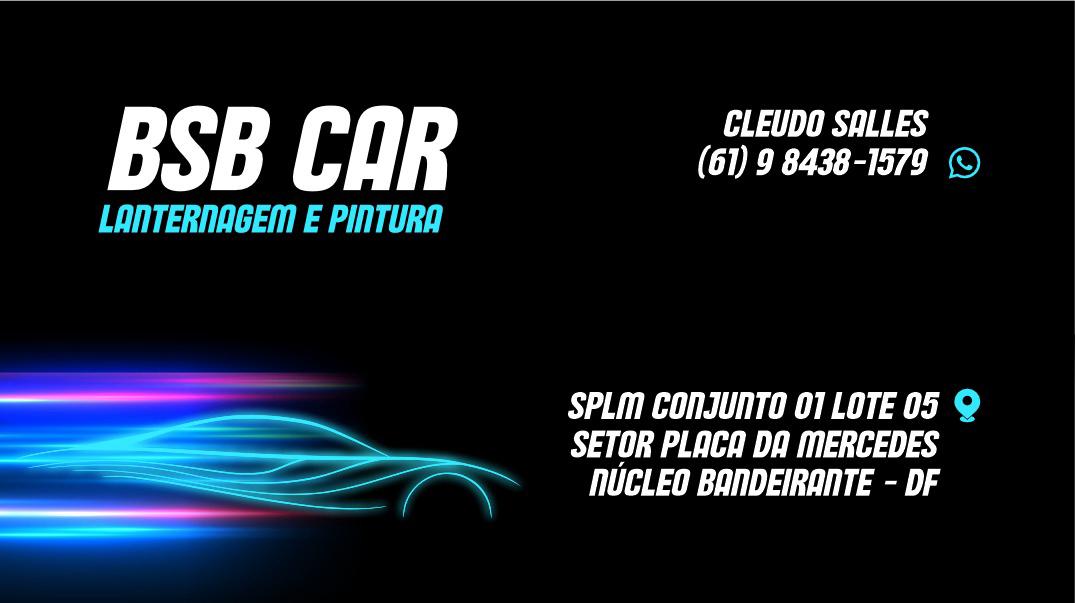 BSB CAR
LANTERNAGEM E PINTURA
CLEUDO SALLES
(61) 9 8438-1579
SPLM CONJUNTO 01 LOTE 05
SETOR PLACA DA MERCEDES
NÚCLEO BANDEIRANTE - DF